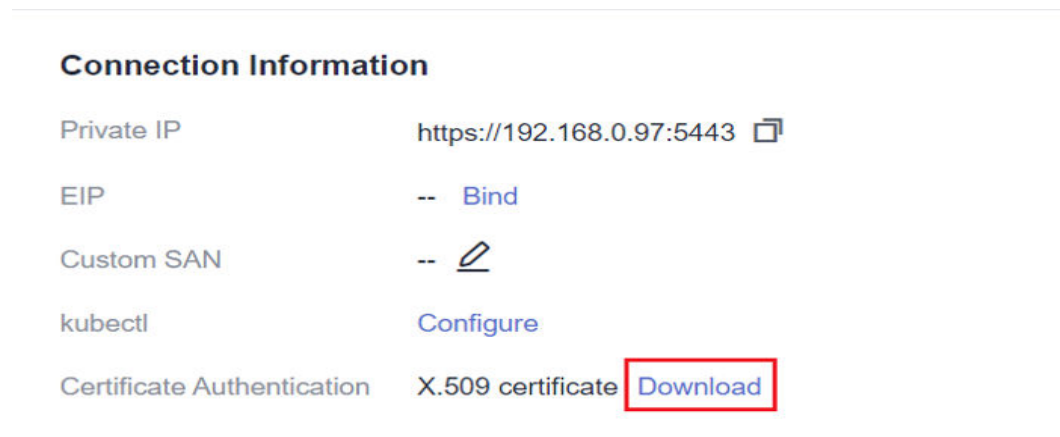 Connection Information
Private IP https://192.168.0.97:5443
EIP -- Bind
Custom SAN --
kubectl Configure
Certificate Authentication X.509 certificate Download